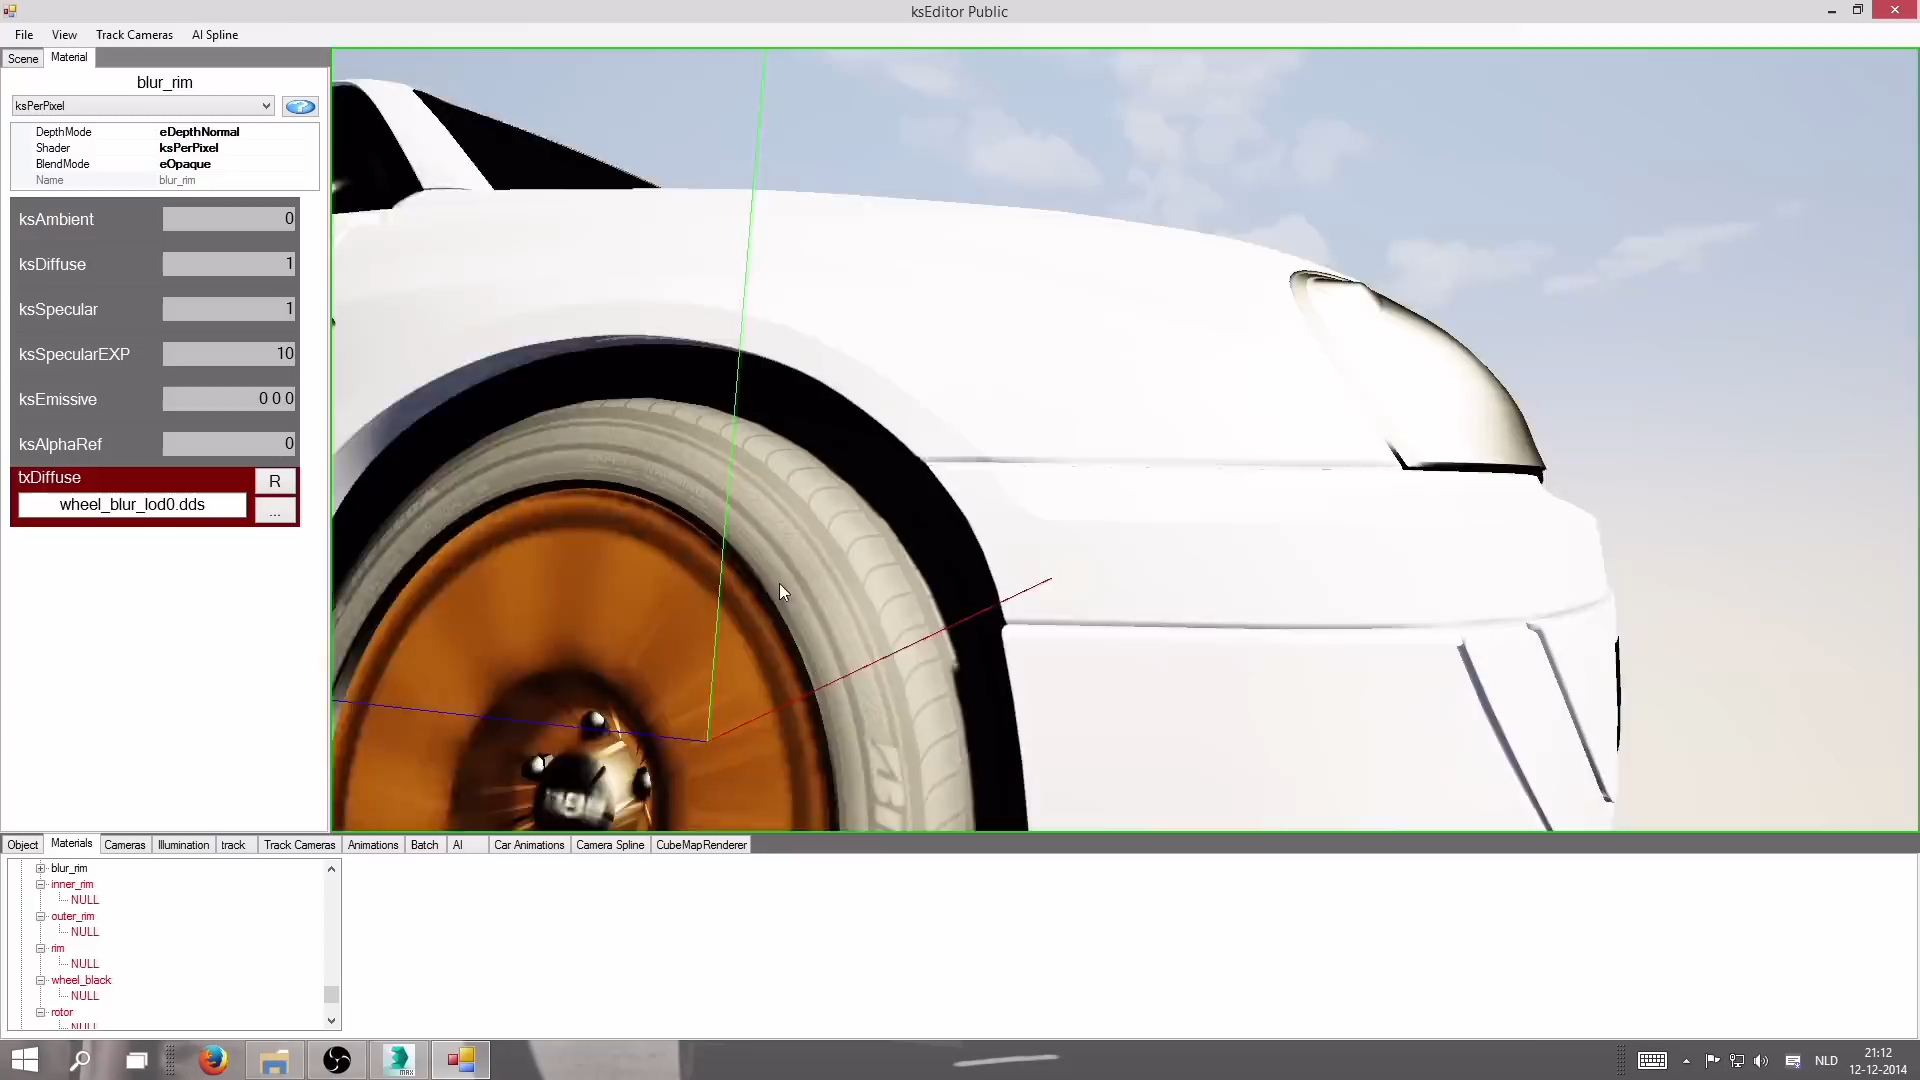 ksEditor Public
File View Track Cameras AI Spline
Scene Material
blur_rim
ksPerPixel
DepthMode eDepthNormal
Shader ksPerPixel
BlendMode eOpaque
Name blur_rim
ksAmbient 0
ksDiffuse 1
ksSpecular 1
ksSpecularEXP 10
ksEmissive 0 0 0
ksAlphaRef 0
txDiffuse R
wheel_blur_lod0.dds ...
Object Materials Cameras Illumination track Track Cameras Animations Batch AI Car Animations Camera Spline CubeMapRenderer
blur_rim
inner_rim
NULL
outer_rim
NULL
rim
NULL
wheel_black
NULL
rotor
NULL
MAX
NLD
21:12
12-12-2014